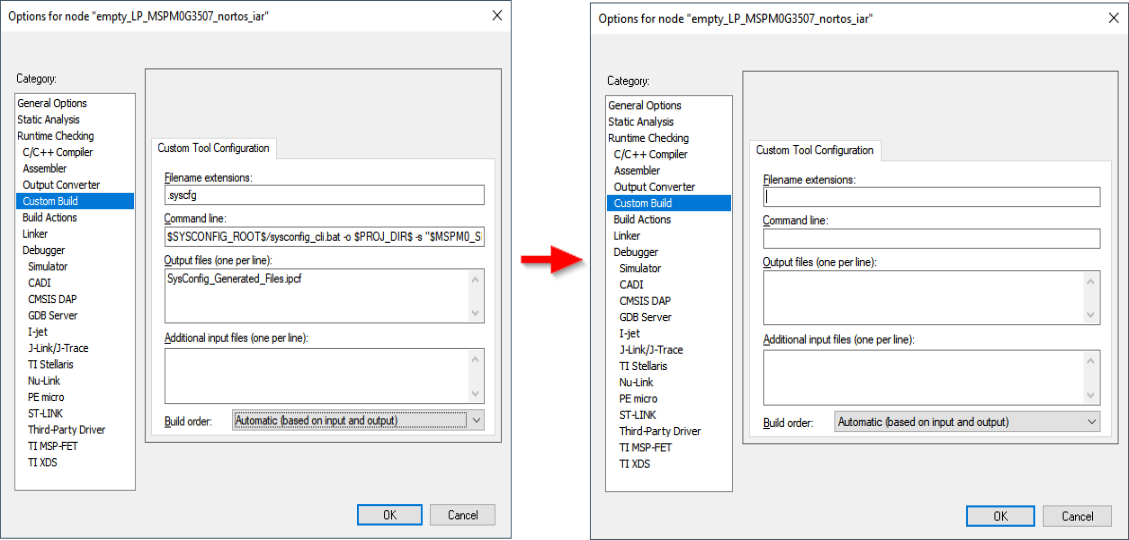 Options for node "empty_LP_MSPM0G3507_nortos_iar"
Category:
General Options
Static Analysis
Runtime Checking
C/C++ Compiler
Assembler
Output Converter
Custom Build
Build Actions
Linker
Debugger
Simulator
CADI
CMSIS DAP
GDB Server
I-jet
J-Link/J-Trace
TI Stellaris
Nu-Link
PE micro
ST-LINK
Third-Party Driver
TI MSP-FET
TI XDS
Custom Tool Configuration
Filename extensions:
.syscfg
Command line:
$SYSCONFIG_ROOT$/sysconfig_cli.bat -o $PROJ_DIR$ -s "$MSPM0_S
Output files (one per line):
SysConfig_Generated_Files.ipcf
Additional input files (one per line):
Build order:
Automatic (based on input and output)
OK
Cancel
Options for node "empty_LP_MSPM0G3507_nortos_iar"
Category:
General Options
Static Analysis
Runtime Checking
C/C++ Compiler
Assembler
Output Converter
Custom Build
Build Actions
Linker
Debugger
Simulator
CADI
CMSIS DAP
GDB Server
I-jet
J-Link/J-Trace
TI Stellaris
Nu-Link
PE micro
ST-LINK
Third-Party Driver
TI MSP-FET
TI XDS
Custom Tool Configuration
Filename extensions:
Command line:
Output files (one per line):
Additional input files (one per line):
Build order:
Automatic (based on input and output)
OK
Cancel